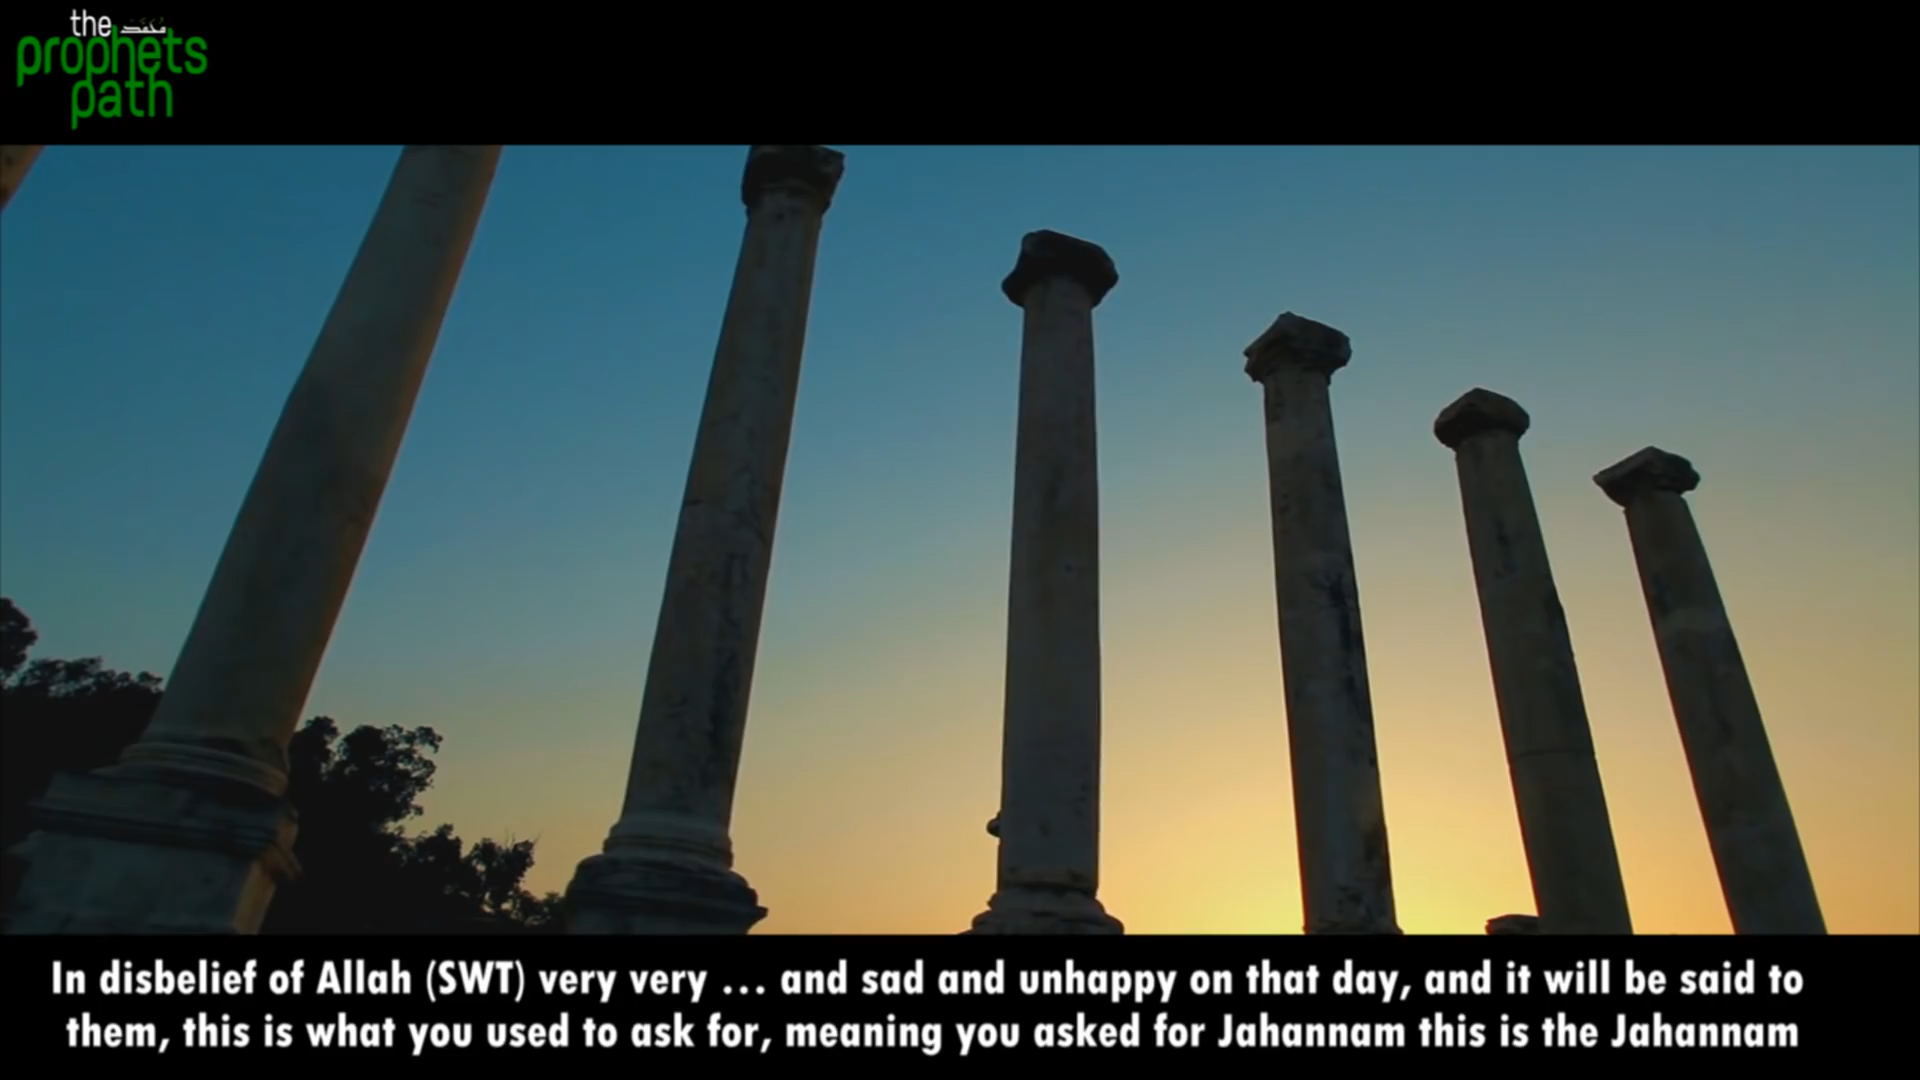 the مُحَمَّد
prophets
path
In disbelief of Allah (SWT) very very ... and sad and unhappy on that day, and it will be said to
them, this is what you used to ask for, meaning you asked for Jahannam this is the Jahannam